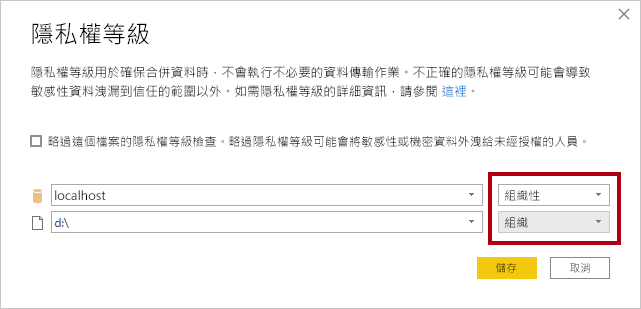 隱私權等級
隱私權等級用於確保合併資料時，不會執行不必要的資料傳輸作業。不正確的隱私權等級可能會導致
敏感性資料洩漏到信任的範圍以外。如需隱私權等級的詳細資訊，請參閱 這裡。
略過這個檔案的隱私權等級檢查。略過隱私權等級可能會將敏感性或機密資料外洩給未經授權的人員。
localhost 組織性
d:\ 組織
儲存 取消